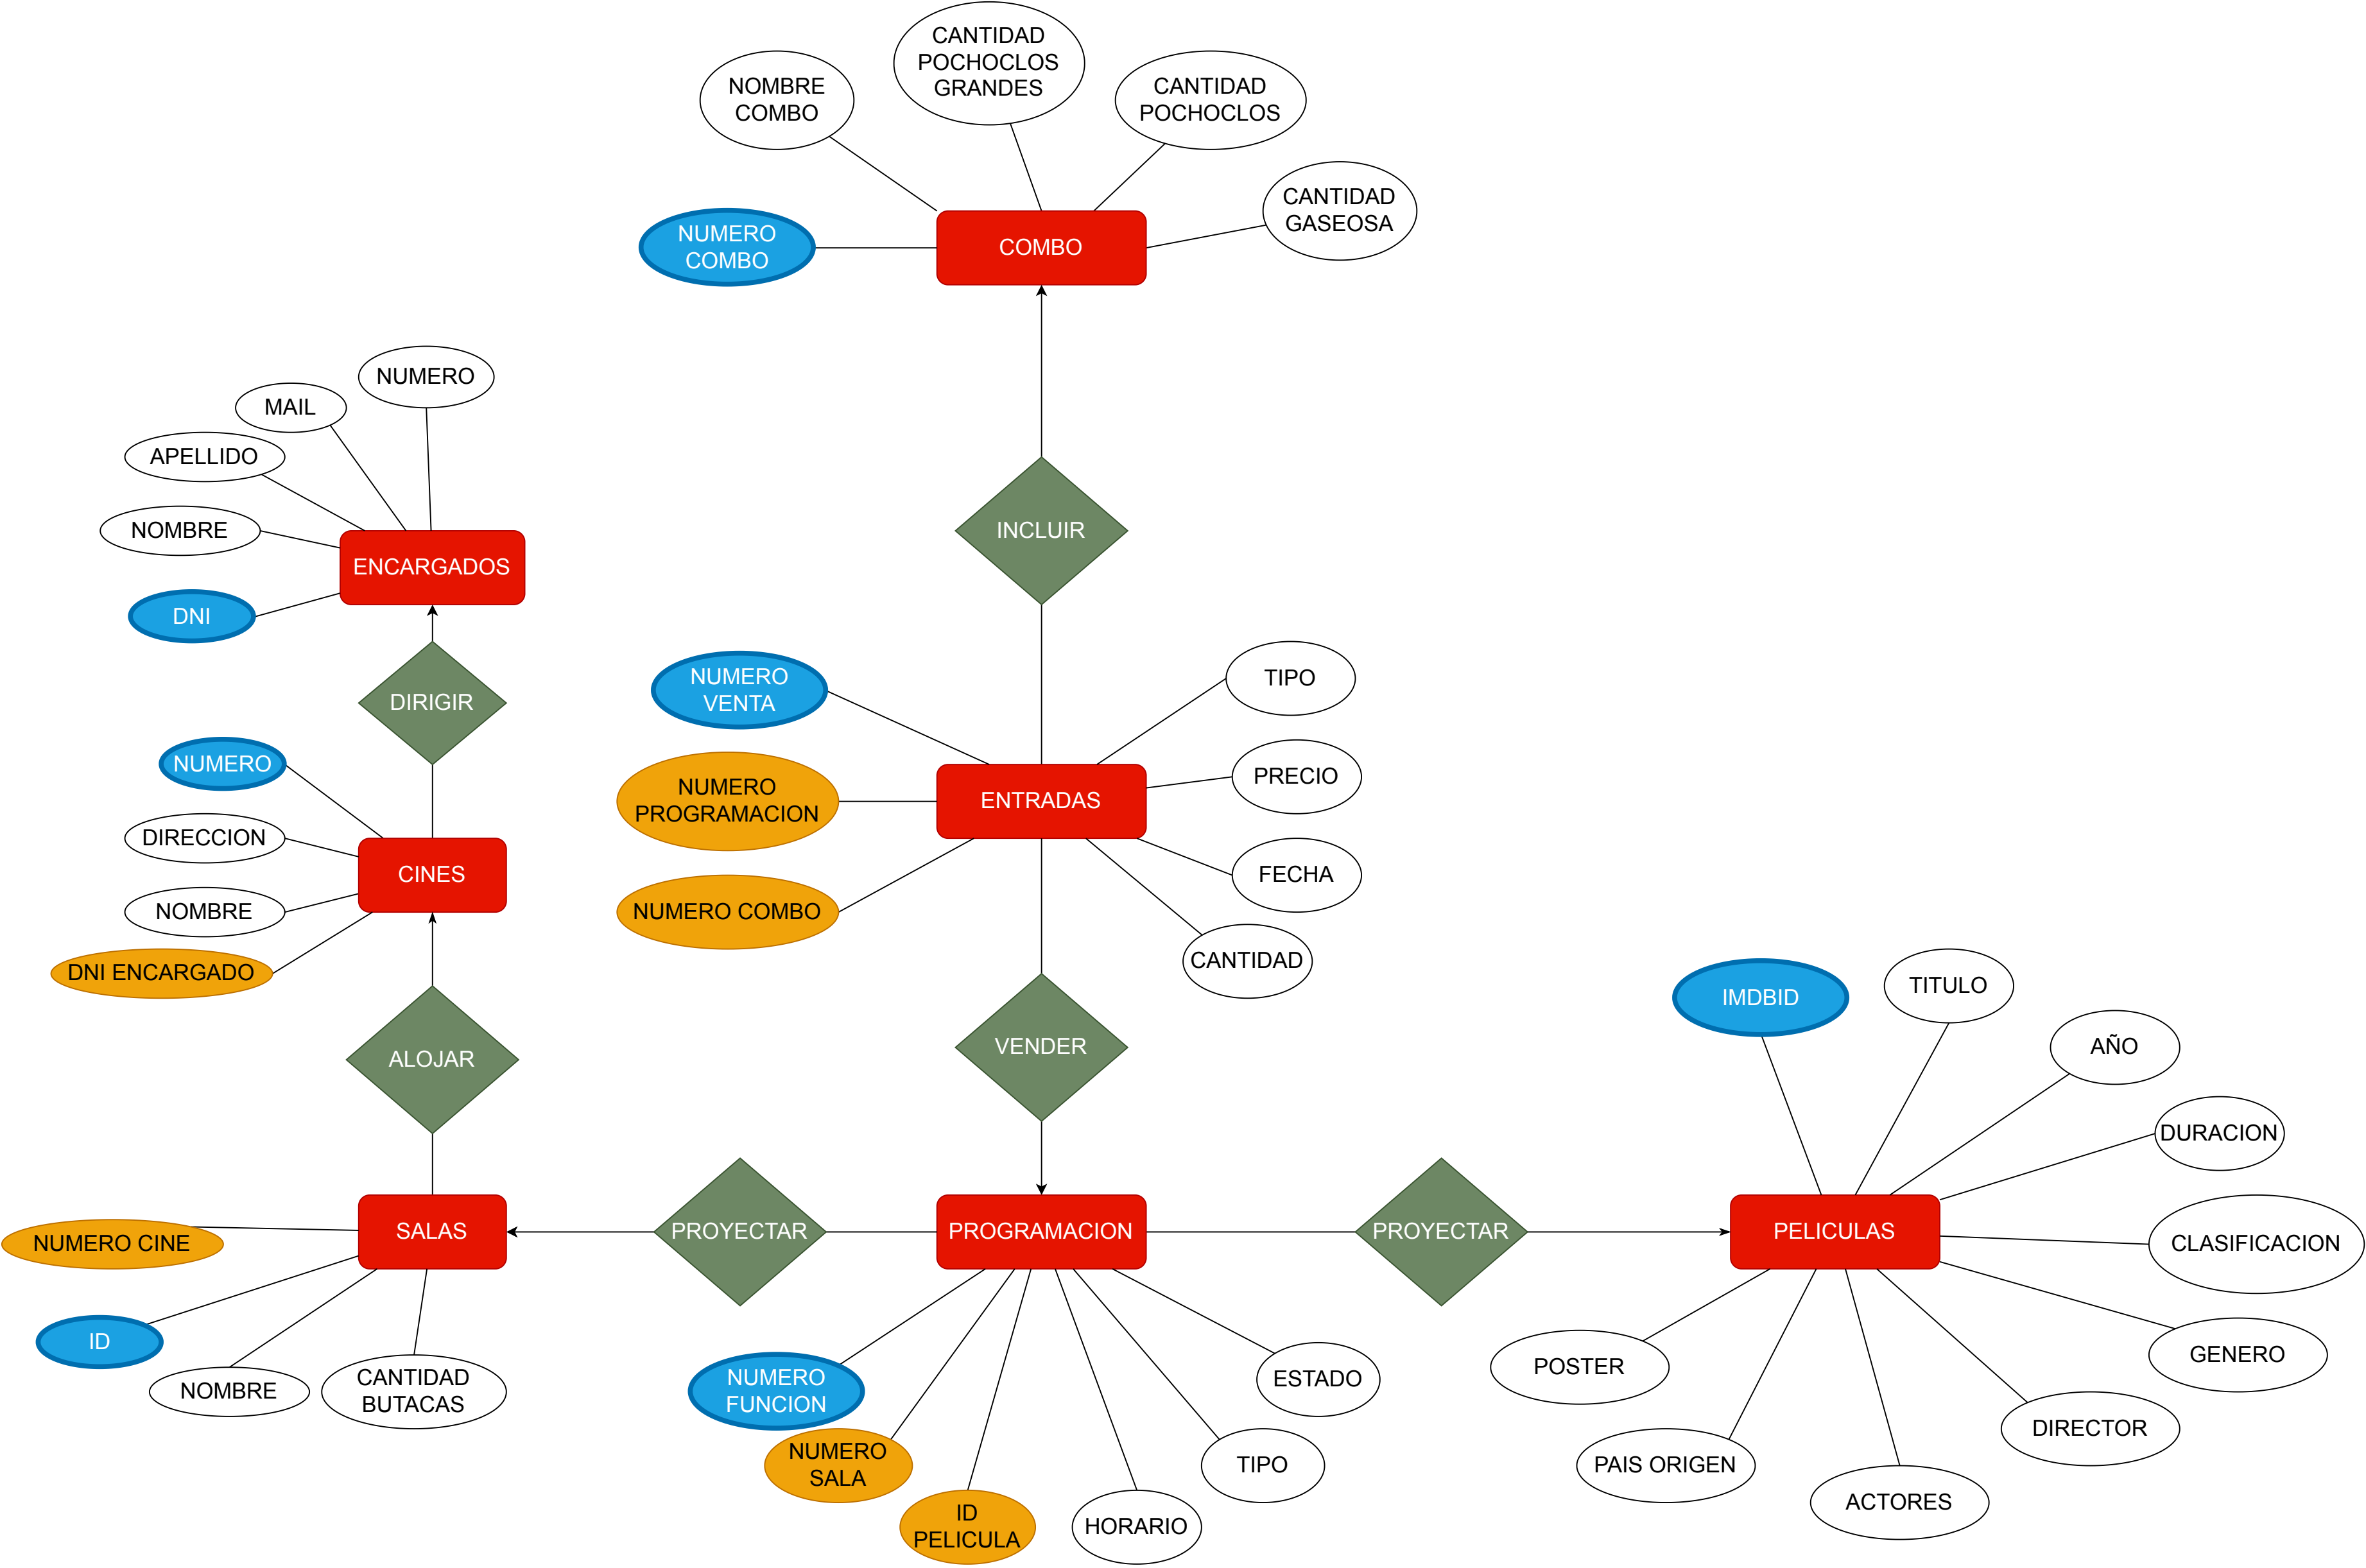 CANTIDAD
POCHOCLOS
GRANDES
NOMBRE
COMBO
CANTIDAD
POCHOCLOS
CANTIDAD
GASEOSA
NUMERO
COMBO
COMBO
NUMERO
MAIL
APELLIDO
NOMBRE
ENCARGADOS
DNI
INCLUIR
DIRIGIR
NUMERO
VENTA
TIPO
NUMERO
DIRECCION
CINES
NOMBRE
DNI ENCARGADO
NUMERO
PROGRAMACION
ENTRADAS
PRECIO
FECHA
NUMERO COMBO
CANTIDAD
ALOJAR
VENDER
IMDBID
TITULO
AÑO
DURACION
NUMERO CINE
SALAS
PROYECTAR
PROGRAMACION
PROYECTAR
PELICULAS
CLASIFICACION
ID
NOMBRE
CANTIDAD
BUTACAS
NUMERO
FUNCION
NUMERO
SALA
ID
PELICULA
HORARIO
TIPO
ESTADO
POSTER
PAIS ORIGEN
ACTORES
DIRECTOR
GENERO